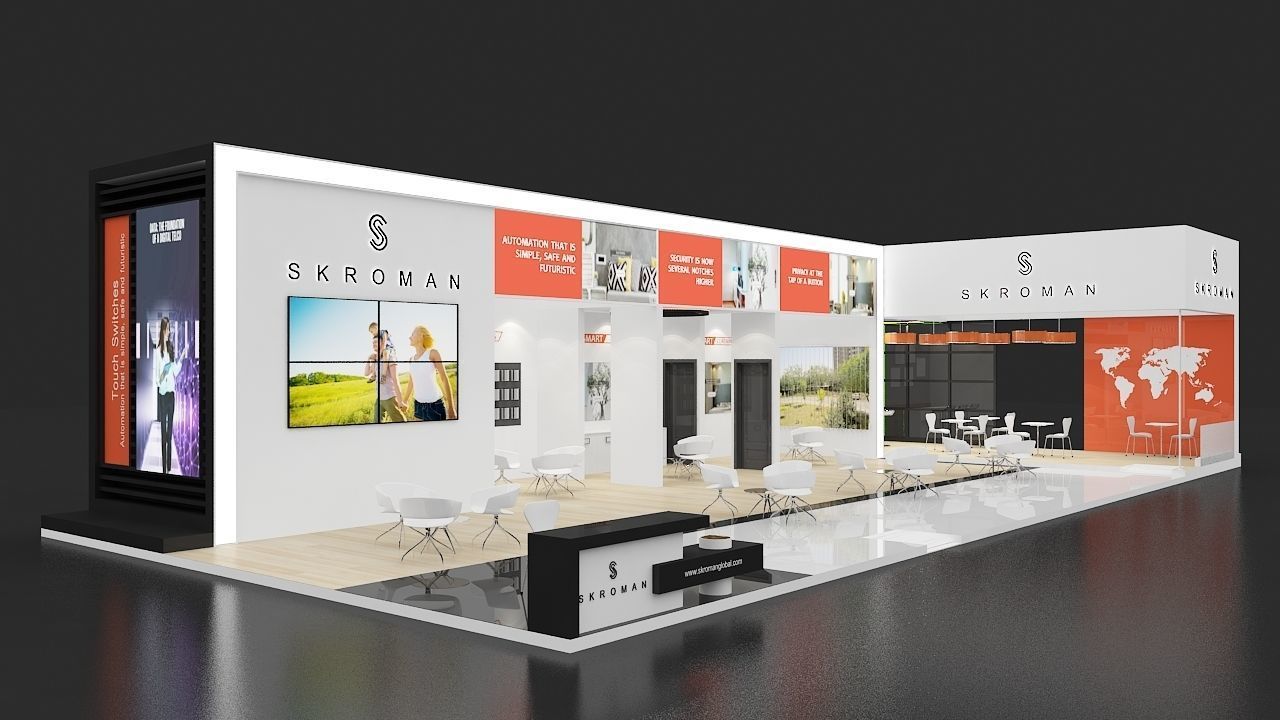 Touch Switches
Automation that is simple, safe and futuristic
DATA: THE FOUNDATION
OF A DIGITAL
SKROMAN
AUTOMATION THAT IS
SIMPLE, SAFE AND
FUTURISTIC
SECURITY IS NOW
SEVERAL NOTCHES
HIGHER.
PRIVACY AT THE
TAP OF A BUTTON
SKROMAN
SKROMAN
SKROMAN
www.skromanglobal.com